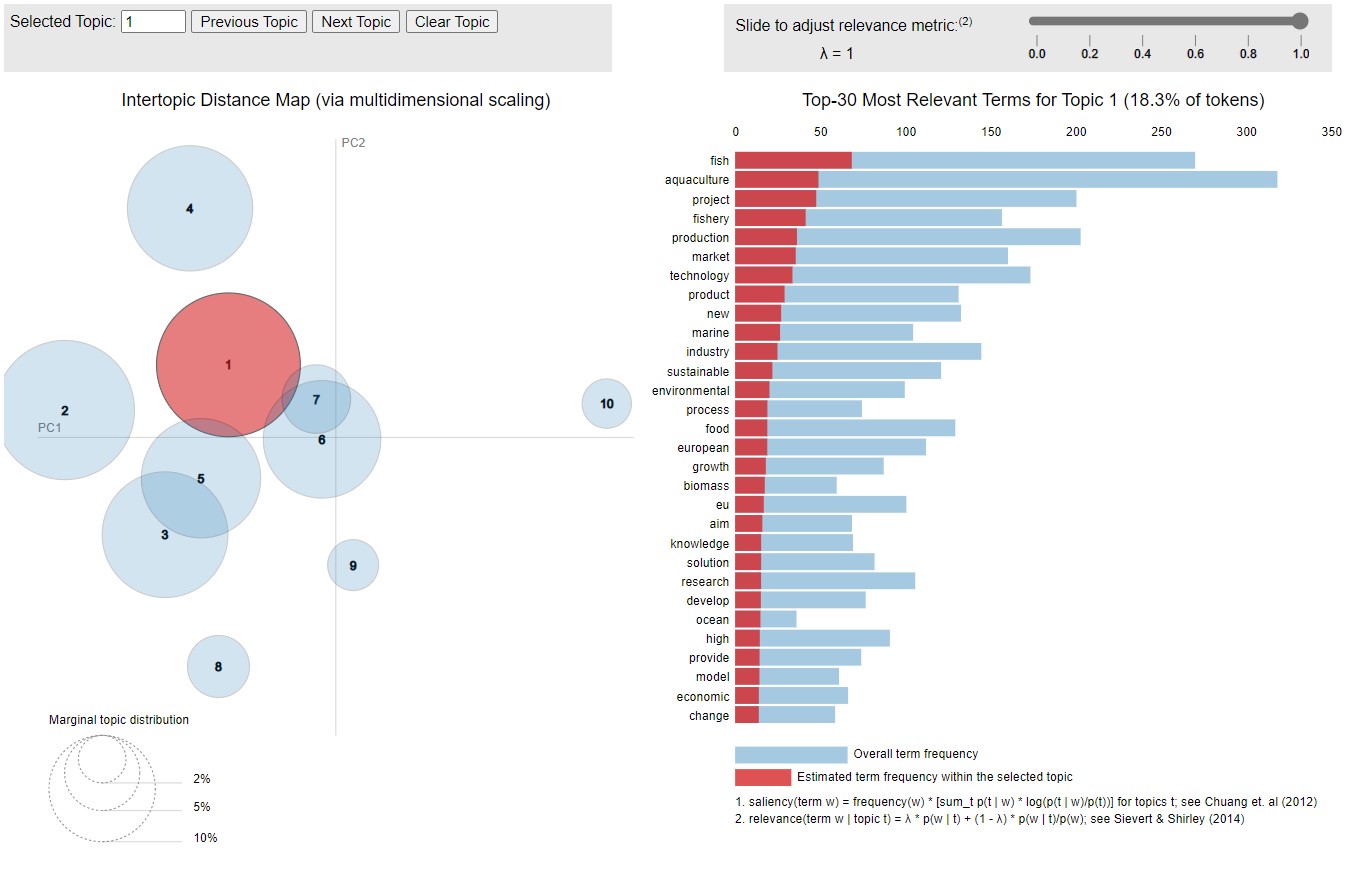 Selected Topic: 1 Previous Topic Next Topic Clear Topic
Slide to adjust relevance metric:(2)
λ = 1
0.0 0.2 0.4 0.6 0.8 1.0
Intertopic Distance Map (via multidimensional scaling)
PC2
4
1
2
7
10
PC1
6
5
3
9
8
Marginal topic distribution
2%
5%
10%
Top-30 Most Relevant Terms for Topic 1 (18.3% of tokens)
0 50 100 150 200 250 300 350
fish
aquaculture
project
fishery
production
market
technology
product
new
marine
industry
sustainable
environmental
process
food
european
growth
biomass
eu
aim
knowledge
solution
research
develop
ocean
high
provide
model
economic
change
Overall term frequency
Estimated term frequency within the selected topic
1. saliency(term w) = frequency(w) * [sum_t p(t | w) * log(p(t | w)/p(t))] for topics t; see Chuang et. al (2012)
2. relevance(term w | topic t) = λ * p(w | t) + (1 - λ) * p(w | t)/p(w); see Sievert & Shirley (2014)